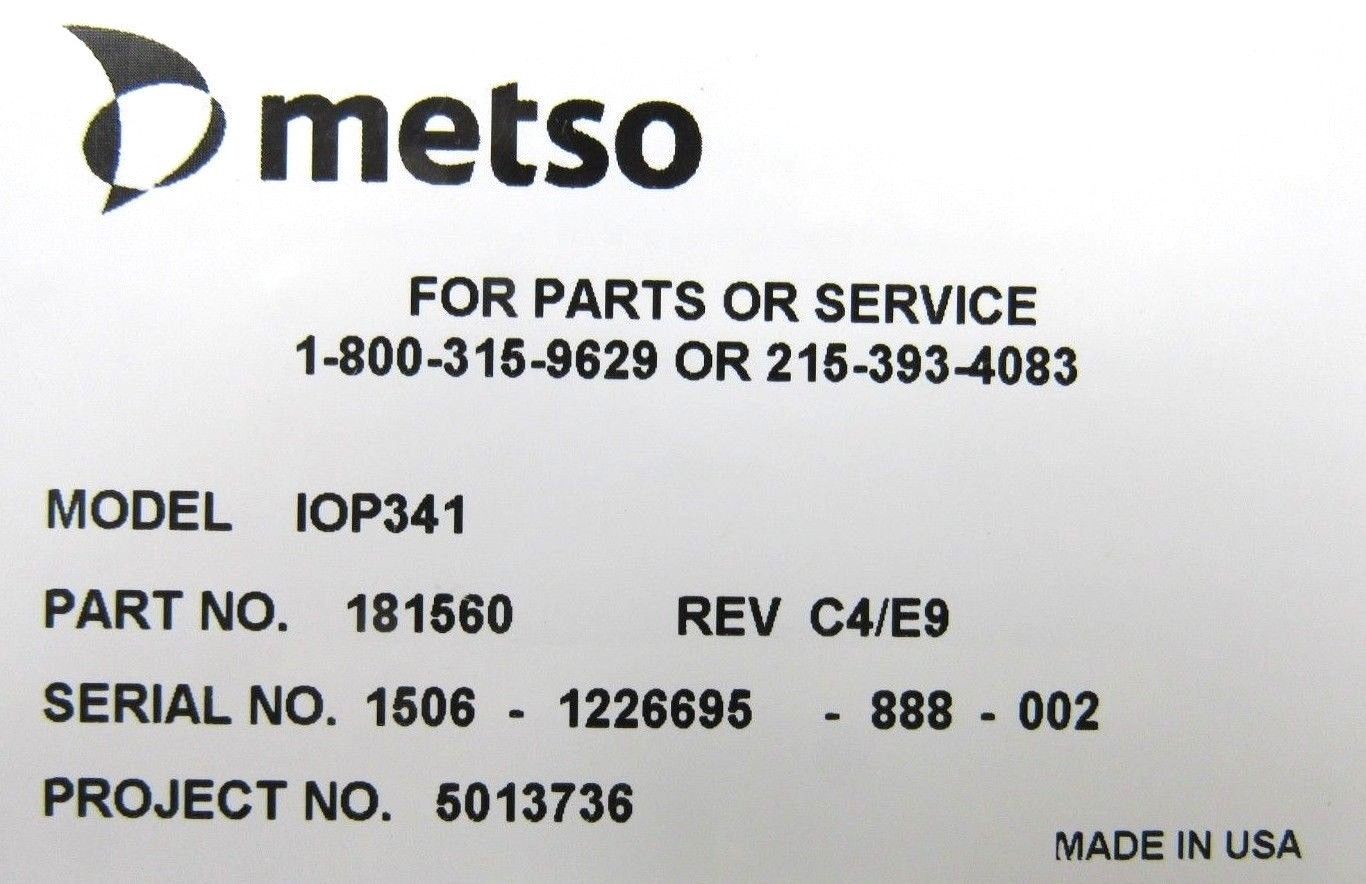 metso
FOR PARTS OR SERVICE
1-800-315-9629 OR 215-393-4083
MODEL IOP341
PART NO. 181560 REV C4/E9
SERIAL NO. 1506 - 1226695 - 888 - 002
PROJECT NO. 5013736
MADE IN USA